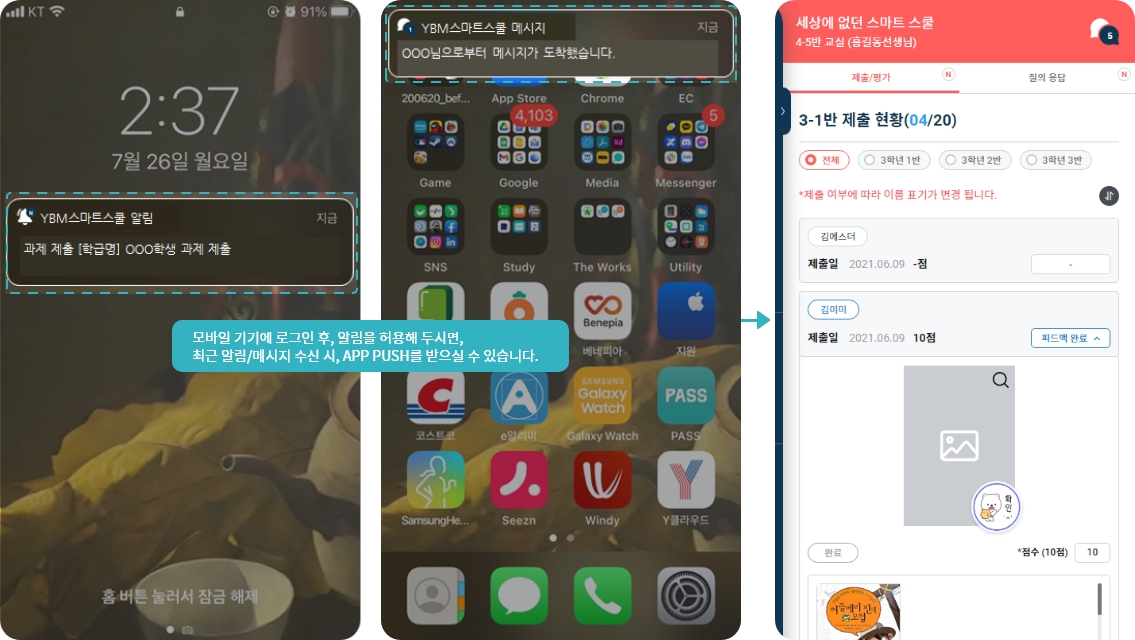 KT
91%
2:37
7월 26일 월요일
YBM스마트스쿨 알림
지금
과제 제출 [학급명] OOO학생 과제 제출
홈 버튼 눌러서 잠금 해제
YBM스마트스쿨 메시지
지금
OOO님으로부터 메시지가 도착했습니다.
200620_bef...
App Store
Chrome
EC
4,103
5
Game
Google
Media
Messenger
SNS
Study
The Works
Utility
Benepia
베네피아
지원
모바일 기기에 로그인 후, 알림을 허용해 두시면,
최근 알림/메시지 수신 시, APP PUSH를 받으실 수 있습니다.
SAMSUNG
Galaxy
Watch
PASS
코스트코
e알리미
Galaxy Watch
PASS
SamsungHe...
Seezn
Windy
Y클라우드
세상에 없던 스마트 스쿨
4-5반 교실 (홍길동선생님)
5
제출/평가
N
질의 응답
N
3-1반 제출 현황(04/20)
전체
3학년 1반
3학년 2반
3학년 3반
*제출 여부에 따라 이름 표기가 변경 됩니다.
김에스더
제출일 2021.06.09 -점
-
김미미
제출일 2021.06.09 10점
피드백 완료
확인
완료
*점수 (10점)
10